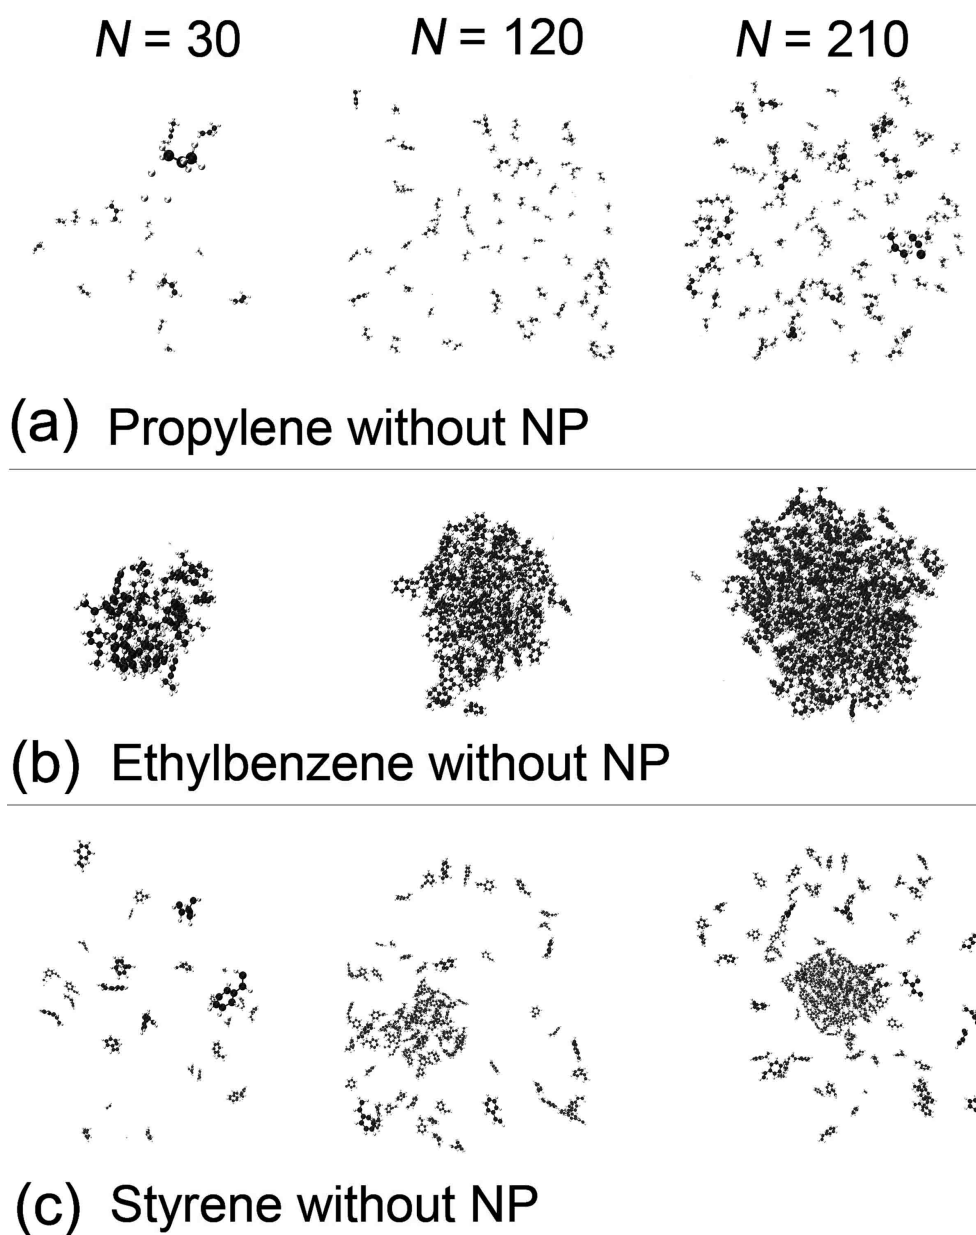 N = 30 N = 120 N = 210
(a) Propylene without NP
(b) Ethylbenzene without NP
(c) Styrene without NP